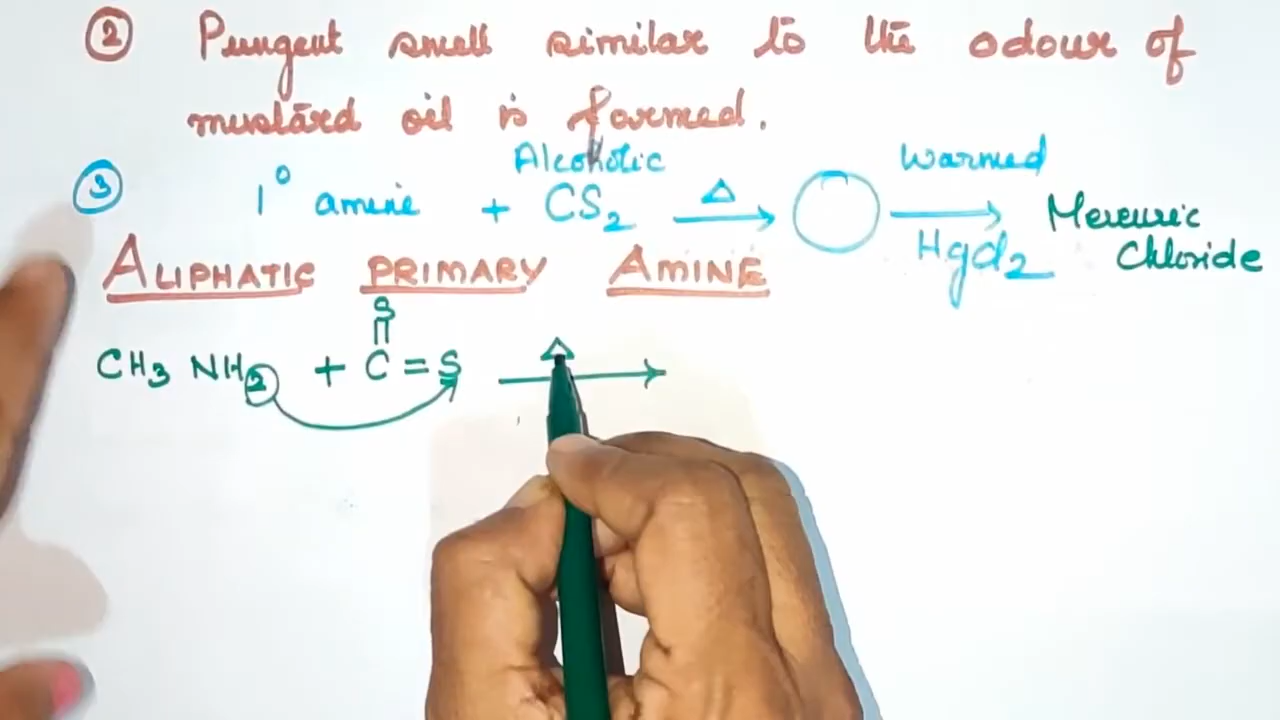 ② Pungent smell similar to the odour of
mustard oil is formed.
③ 1° amine + Alcoholic CS₂ △→ ◯ Warmed HgCl₂→ Mercuric Chloride
ALIPHATIC PRIMARY AMINE
S
||
CH₃ NH₂ + C = S △→